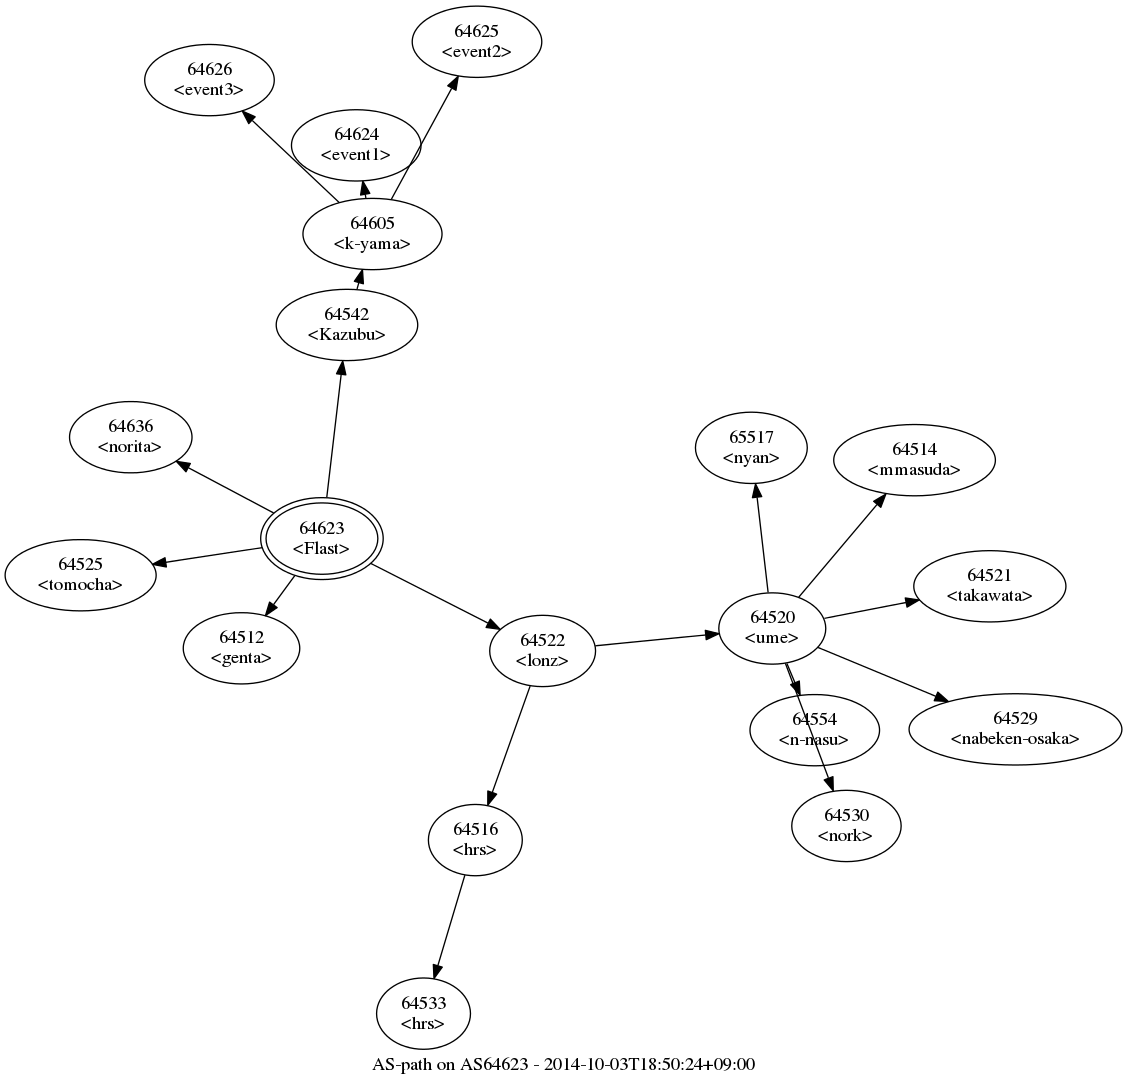 64625
<event2>
64626
<event3>
64624
<event1>
64605
<k-yama>
64542
<Kazubu>
64636
<norita>
65517
<nyan>
64514
<mmasuda>
64623
<Flast>
64525
<tomocha>
64521
<takawata>
64512
<genta>
64522
<lonz>
64520
<ume>
64554
<n-nasu>
64529
<nabeken-osaka>
64516
<hrs>
64530
<nork>
64533
<hrs>
AS-path on AS64623 - 2014-10-03T18:50:24+09:00